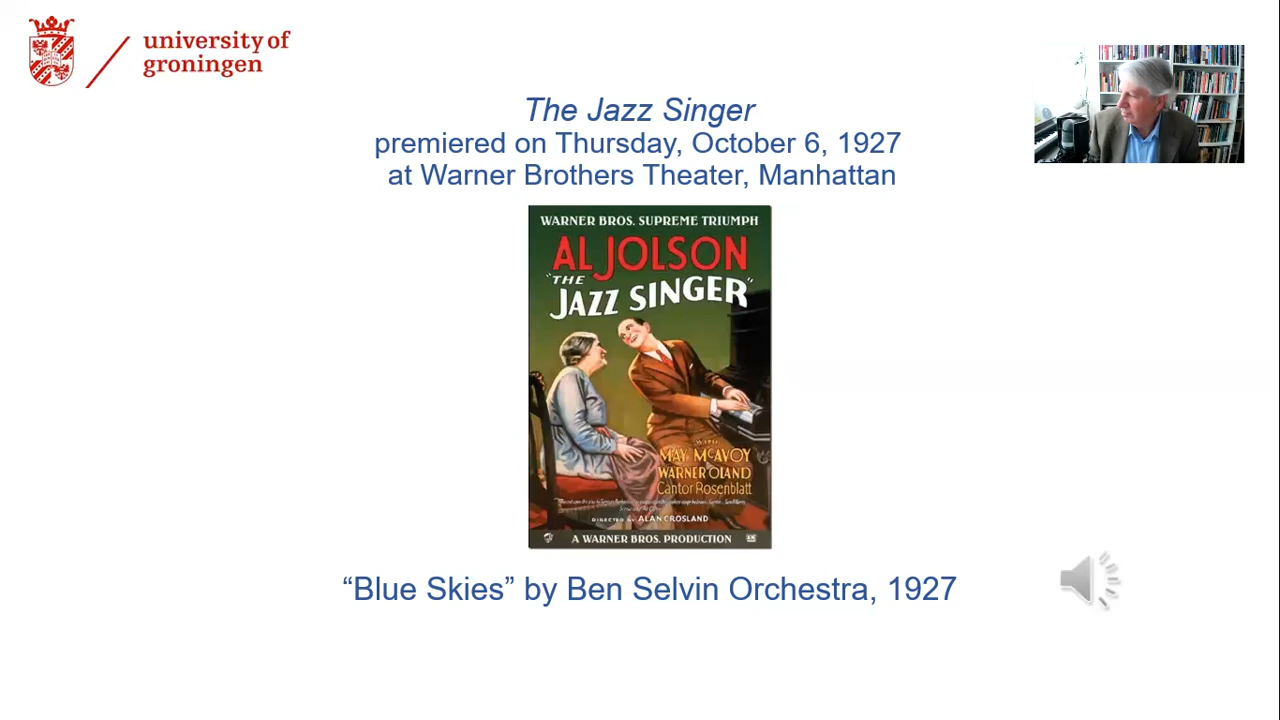 university of
groningen
The Jazz Singer
premiered on Thursday, October 6, 1927
at Warner Brothers Theater, Manhattan
WARNER BROS. SUPREME TRIUMPH
AL JOLSON
"THE
JAZZ SINGER"
WITH
MAY McAVOY
WARNER OLAND
Cantor Rosenblatt
DIRECTED BY ALAN CROSLAND
A WARNER BROS. PRODUCTION
“Blue Skies” by Ben Selvin Orchestra, 1927